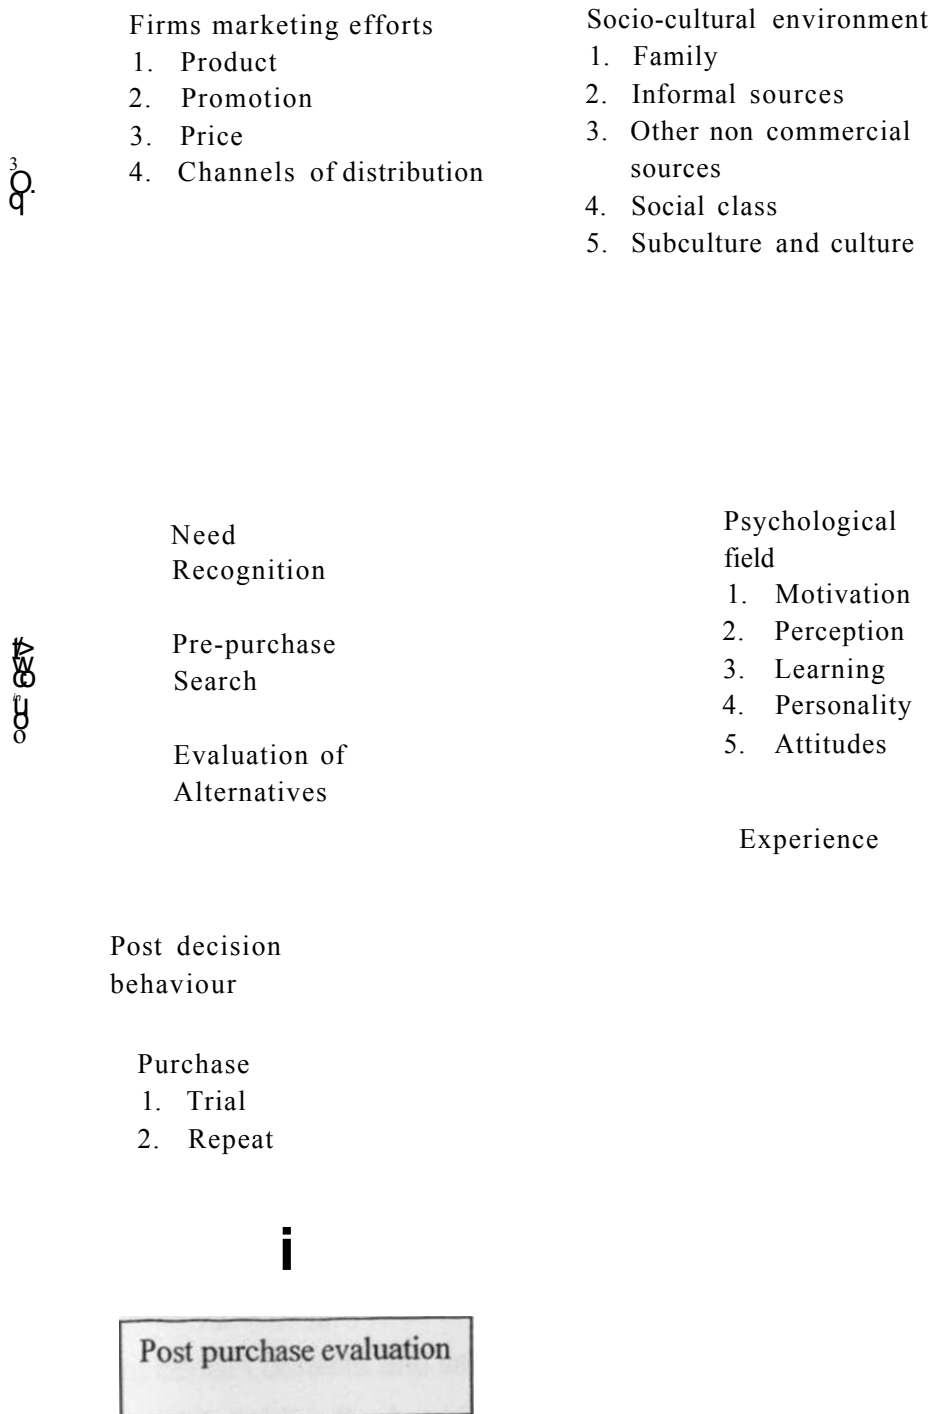 Firms marketing efforts
1. Product
2. Promotion
3. Price
4. Channels of distribution
Socio-cultural environment
1. Family
2. Informal sources
3. Other non commercial
sources
4. Social class
5. Subculture and culture
Need
Recognition
Pre-purchase
Search
Evaluation of
Alternatives
Psychological
field
1. Motivation
2. Perception
3. Learning
4. Personality
5. Attitudes
Experience
Post decision
behaviour
Purchase
1. Trial
2. Repeat
i
Post purchase evaluation